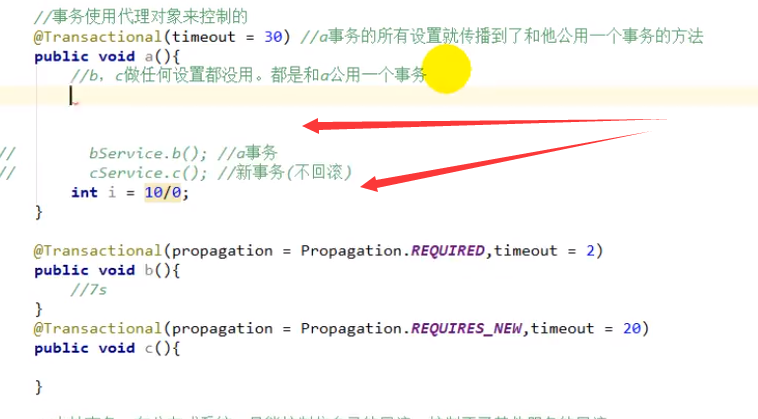 //事务使用代理对象来控制的
@Transactional(timeout = 30) //a事务的所有设置就传播到了和他公用一个事务的方法
public void a(){
//b，c做任何设置都没用。都是和a公用一个事务
// bService.b(); //a事务
// cService.c(); //新事务(不回滚)
int i = 10/0;
}
@Transactional(propagation = Propagation.REQUIRED,timeout = 2)
public void b(){
//7s
}
@Transactional(propagation = Propagation.REQUIRES_NEW,timeout = 20)
public void c(){
}